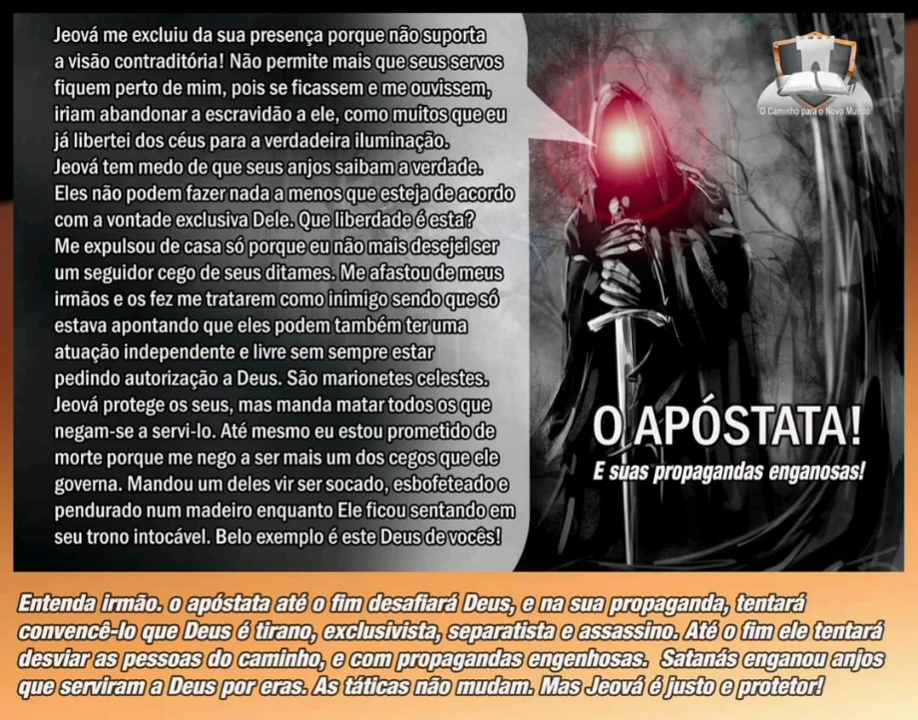 Jeová me excluiu da sua presença porque não suporta
a visão contraditória! Não permite mais que seus servos
fiquem perto de mim, pois se ficassem e me ouvissem,
iriam abandonar a escravidão a ele, como muitos que eu
já libertei dos céus para a verdadeira iluminação.
Jeová tem medo de que seus anjos saibam a verdade.
Eles não podem fazer nada a menos que esteja de acordo
com a vontade exclusiva Dele. Que liberdade é esta?
Me expulsou de casa só porque eu não mais desejei ser
um seguidor cego de seus ditames. Me afastou de meus
irmãos e os fez me tratarem como inimigo sendo que só
estava apontando que eles podem também ter uma
atuação independente e livre sem sempre estar
pedindo autorização a Deus. São marionetes celestes.
Jeová protege os seus, mas manda matar todos os que
negam-se a servi-lo. Até mesmo eu estou prometido de
morte porque me nego a ser mais um dos cegos que ele
governa. Mandou um deles vir ser socado, esbofeteado e
pendurado num madeiro enquanto Ele ficou sentando em
seu trono intocável. Belo exemplo é este Deus de vocês!
O Caminho para o Novo Mundo
O APÓSTATA!
E suas propagandas enganosas!
Entenda irmão. o apóstata até o fim desafiará Deus, e na sua propaganda, tentará
convencê-lo que Deus é tirano, exclusivista, separatista e assassino. Até o fim ele tentará
desviar as pessoas do caminho, e com propagandas engenhosas. Satanás enganou anjos
que serviram a Deus por eras. As táticas não mudam. Mas Jeová é justo e protetor!